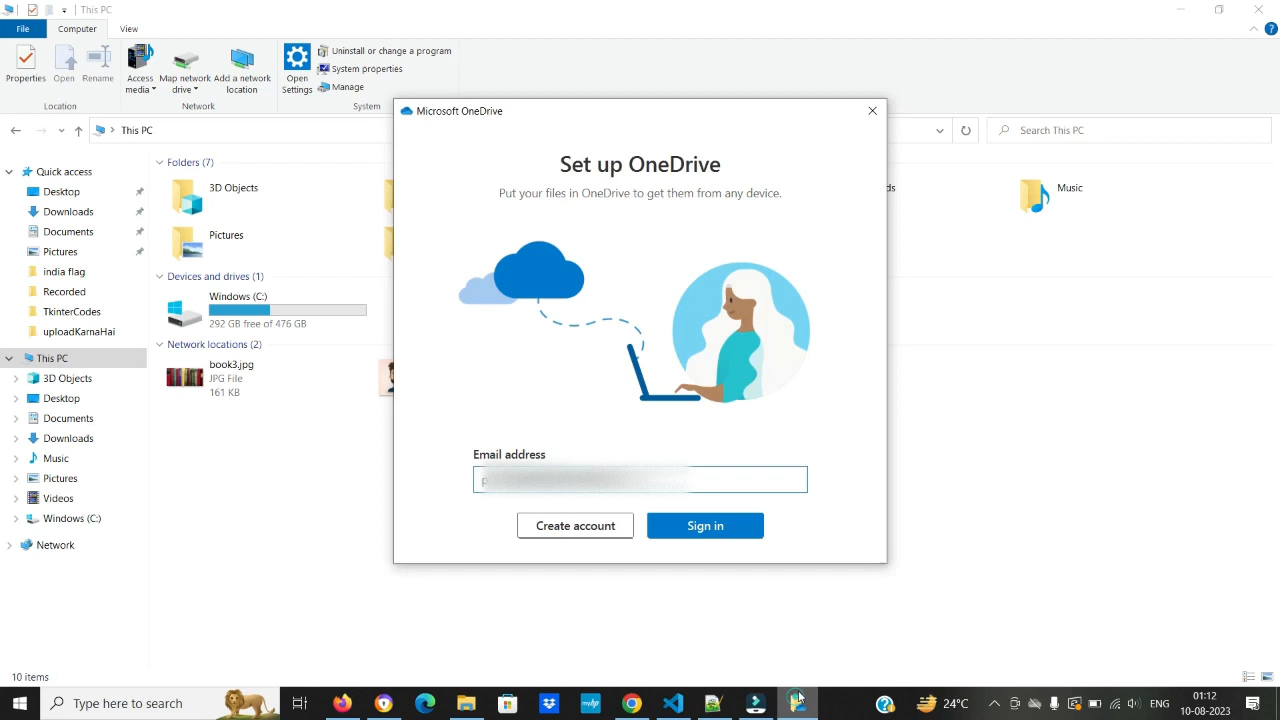 This PC
File
Computer
View
Properties
Open
Rename
Access media
Map network drive
Add a network location
Open Settings
Uninstall or change a program
System properties
Manage
Location
Network
System
This PC
Search This PC
Quick access
Desktop
Downloads
Documents
Pictures
india flag
Recorded
TkinterCodes
uploadKarnaHai
This PC
3D Objects
Desktop
Documents
Downloads
Music
Pictures
Videos
Windows (C:)
Network
Folders (7)
3D Objects
Music
Pictures
Devices and drives (1)
Windows (C:)
292 GB free of 476 GB
Network locations (2)
book3.jpg
JPG File
161 KB
Microsoft OneDrive
Set up OneDrive
Put your files in OneDrive to get them from any device.
Email address
Create account
Sign in
10 items
Type here to search
24°C
ENG
01:12
10-08-2023